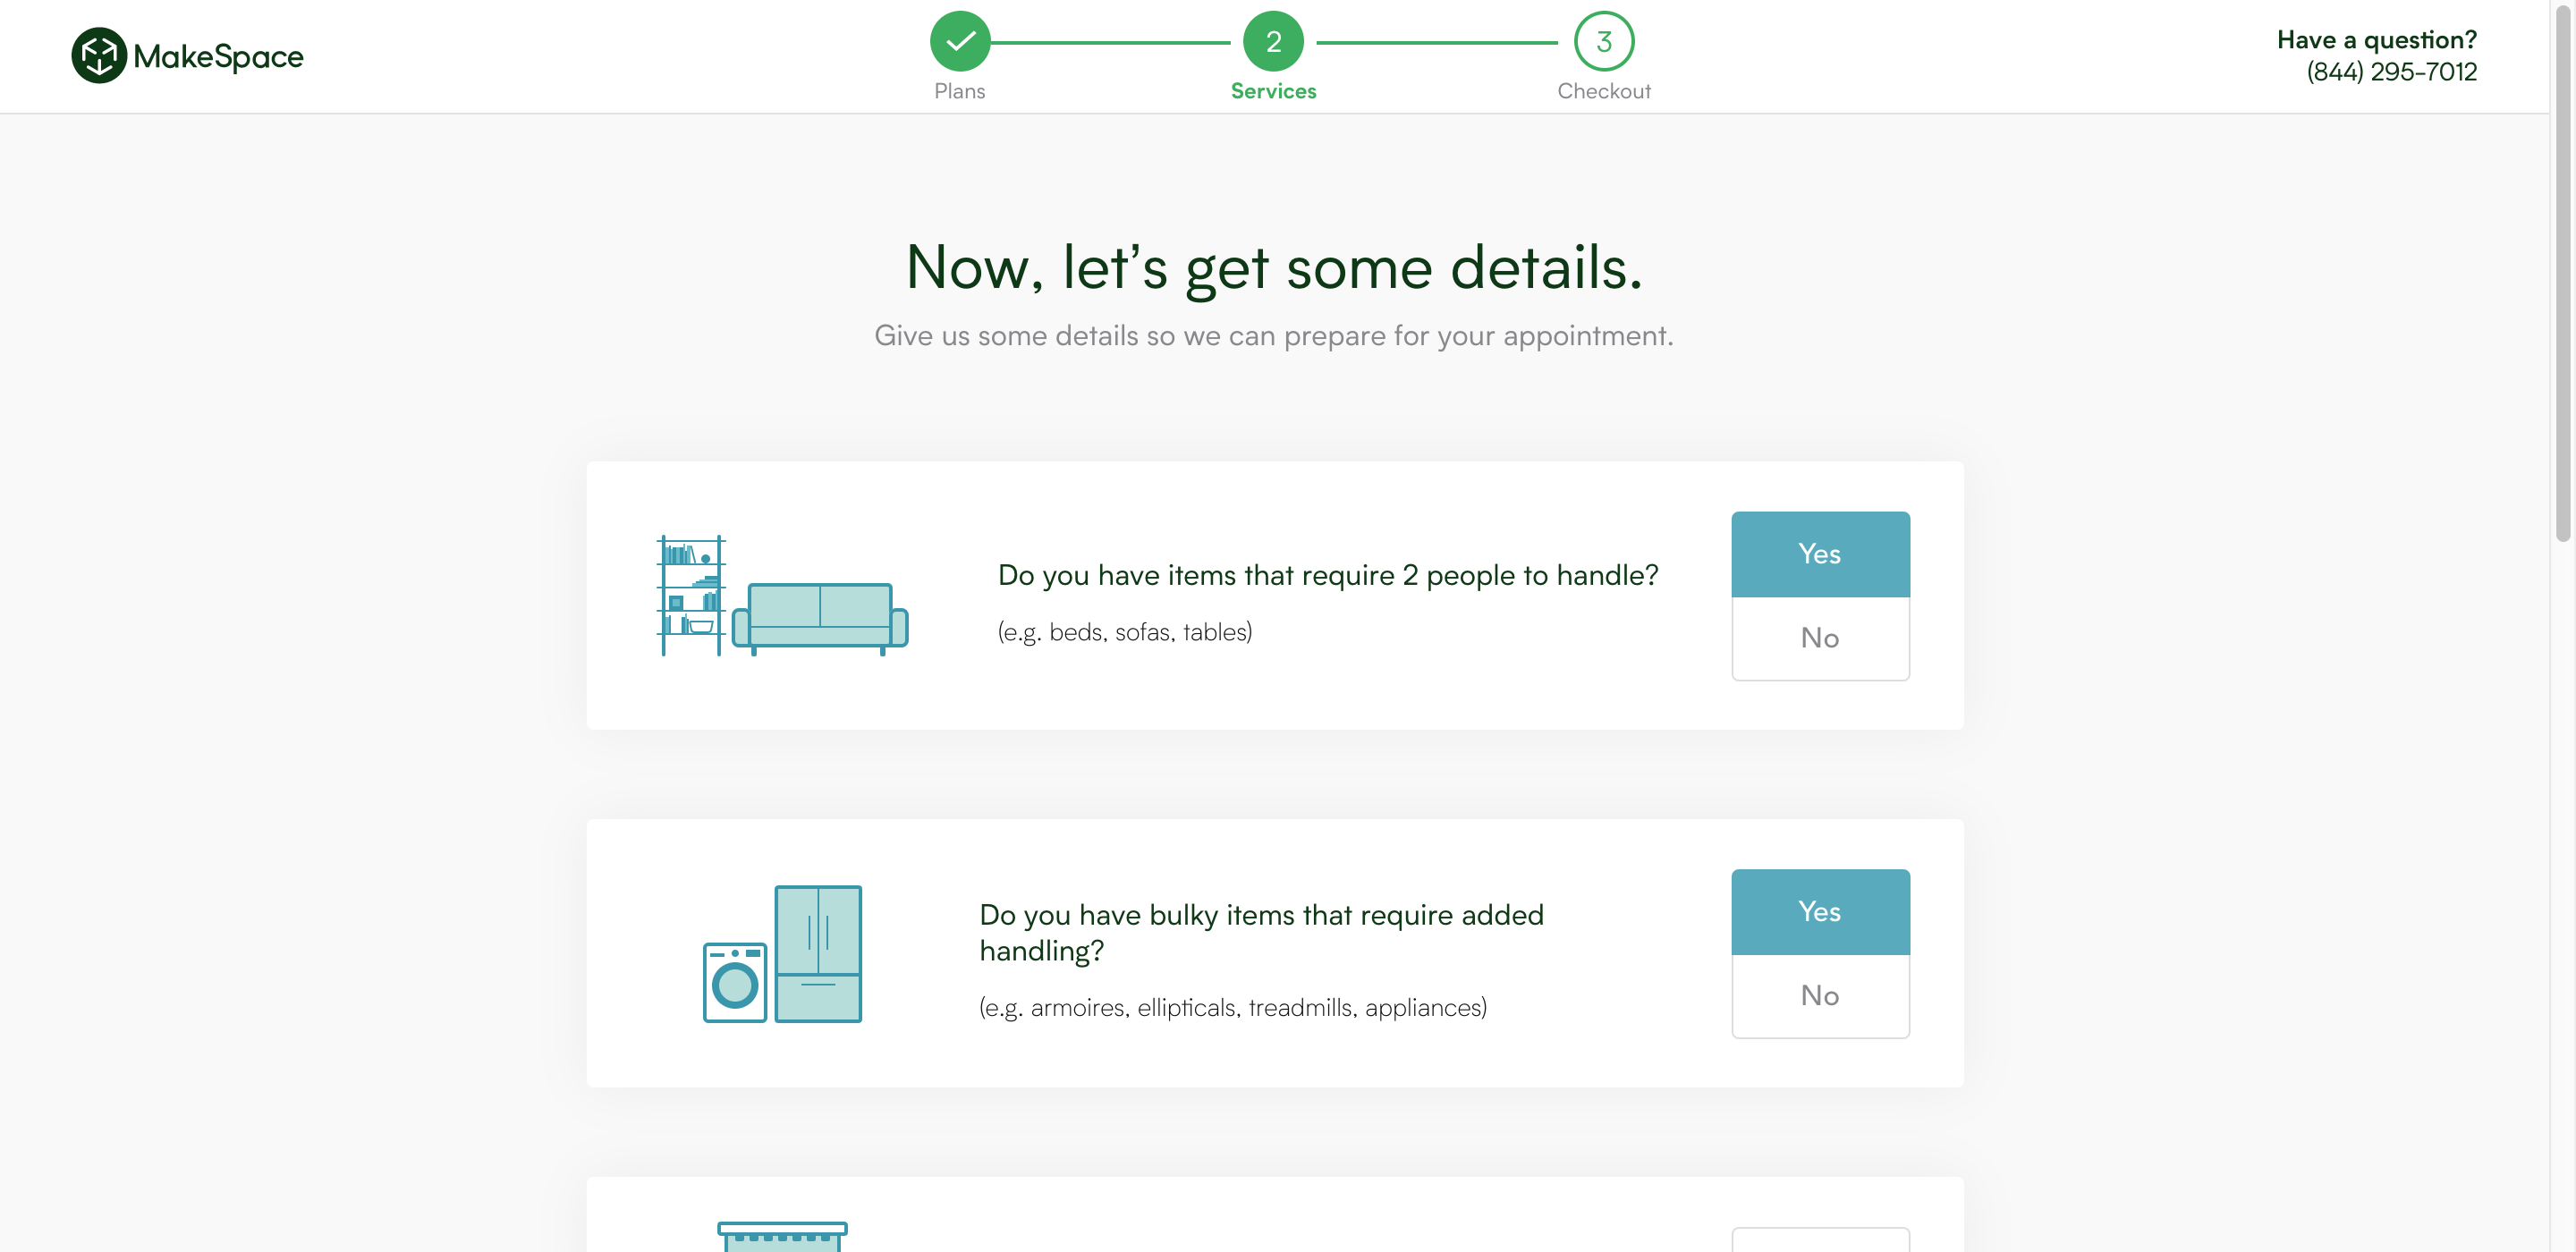 MakeSpace
Plans
2
Services
3
Checkout
Have a question?
(844) 295-7012
Now, let’s get some details.
Give us some details so we can prepare for your appointment.
Do you have items that require 2 people to handle?
(e.g. beds, sofas, tables)
Yes
No
Do you have bulky items that require added
handling?
(e.g. armoires, ellipticals, treadmills, appliances)
Yes
No